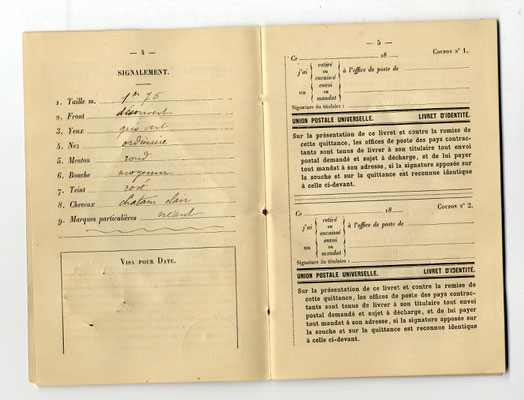 — 4 —
SIGNALEMENT.
1. Taille m. 1m 75
2. Front découvert
3. Yeux gris vert
4. Nez ordinaire
5. Menton rond
6. Bouche moyenne
7. Teint rosé
8. Cheveux chatain clair
9. Marques particulières néant
VISA POUR DATE.
— 5 —
Ce 18 COUPON N° 1.
j'ai retiré ou encaissé à l'office de poste de
un envoi ou mandat
Signature du titulaire :
UNION POSTALE UNIVERSELLE. LIVRET D'IDENTITÉ.
Sur la présentation de ce livret et contre la remise de
cette quittance, les offices de poste des pays contrac-
tants sont tenus de livrer à son titulaire tout envoi
postal demandé et sujet à décharge, et de lui payer
tout mandat à son adresse, si la signature apposée sur
la souche et sur la quittance est reconnue identique
à celle ci-devant.
Ce 18 COUPON N° 2.
j'ai retiré ou encaissé à l'office de poste de
un envoi ou mandat
Signature du titulaire :
UNION POSTALE UNIVERSELLE. LIVRET D'IDENTITÉ.
Sur la présentation de ce livret et contre la remise de
cette quittance, les offices de poste des pays contrac-
tants sont tenus de livrer à son titulaire tout envoi
postal demandé et sujet à décharge, et de lui payer
tout mandat à son adresse, si la signature apposée sur
la souche et sur la quittance est reconnue identique
à celle ci-devant.